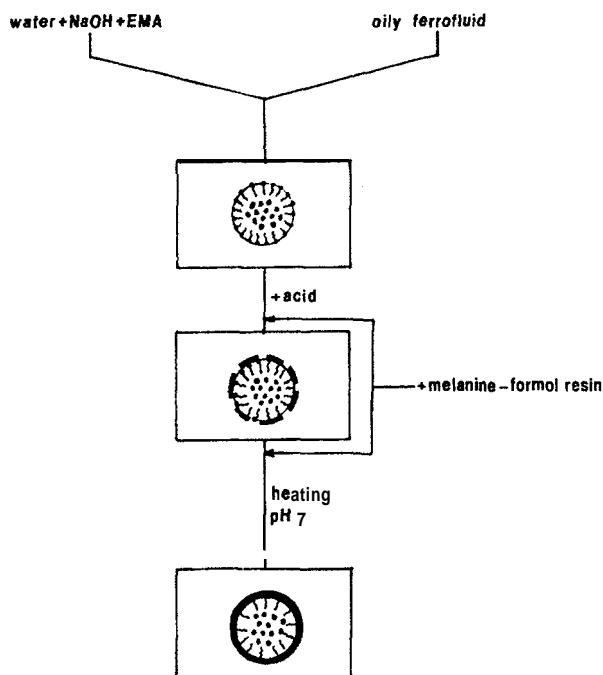 water+NaOH+EMA
oily ferrofluid
+acid
+melanine-formol resin
heating
pH 7